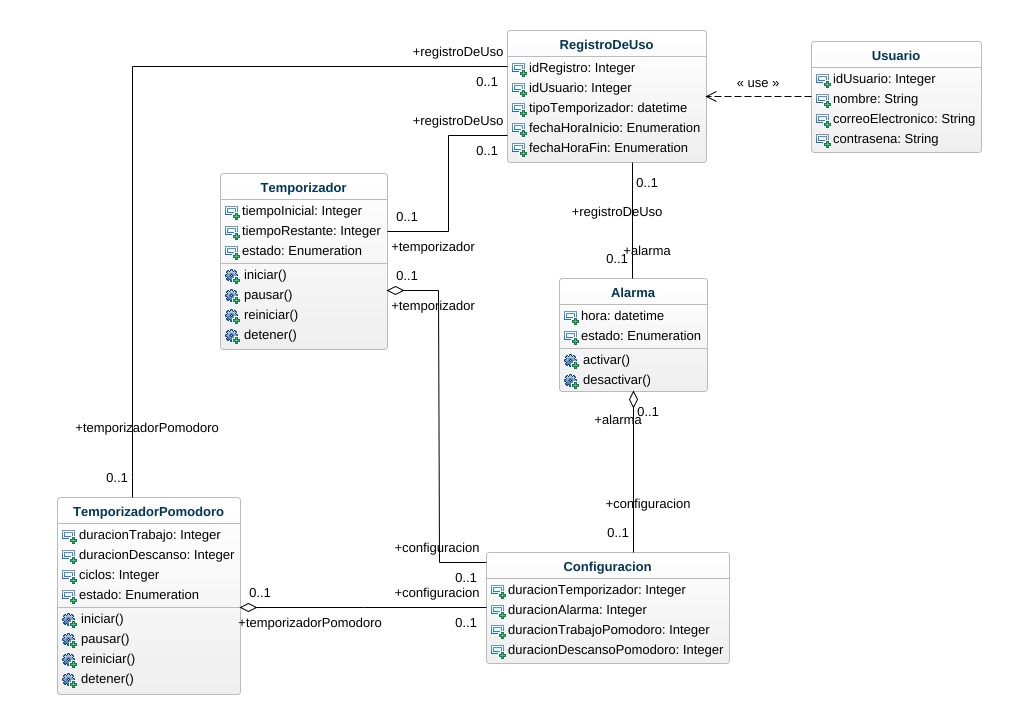 RegistroDeUso
idRegistro: Integer
idUsuario: Integer
tipoTemporizador: datetime
fechaHoraInicio: Enumeration
fechaHoraFin: Enumeration
Usuario
idUsuario: Integer
nombre: String
correoElectronico: String
contrasena: String
« use »
+registroDeUso
0..1
+registroDeUso
0..1
Temporizador
tiempoInicial: Integer
tiempoRestante: Integer
estado: Enumeration
iniciar()
pausar()
reiniciar()
detener()
0..1
+temporizador
0..1
+temporizador
0..1
+registroDeUso
+alarma
0..1
Alarma
hora: datetime
estado: Enumeration
activar()
desactivar()
0..1
+alarma
+configuracion
0..1
+temporizadorPomodoro
0..1
TemporizadorPomodoro
duracionTrabajo: Integer
duracionDescanso: Integer
ciclos: Integer
estado: Enumeration
iniciar()
pausar()
reiniciar()
detener()
0..1
+temporizadorPomodoro
+configuracion
0..1
+configuracion
0..1
Configuracion
duracionTemporizador: Integer
duracionAlarma: Integer
duracionTrabajoPomodoro: Integer
duracionDescansoPomodoro: Integer